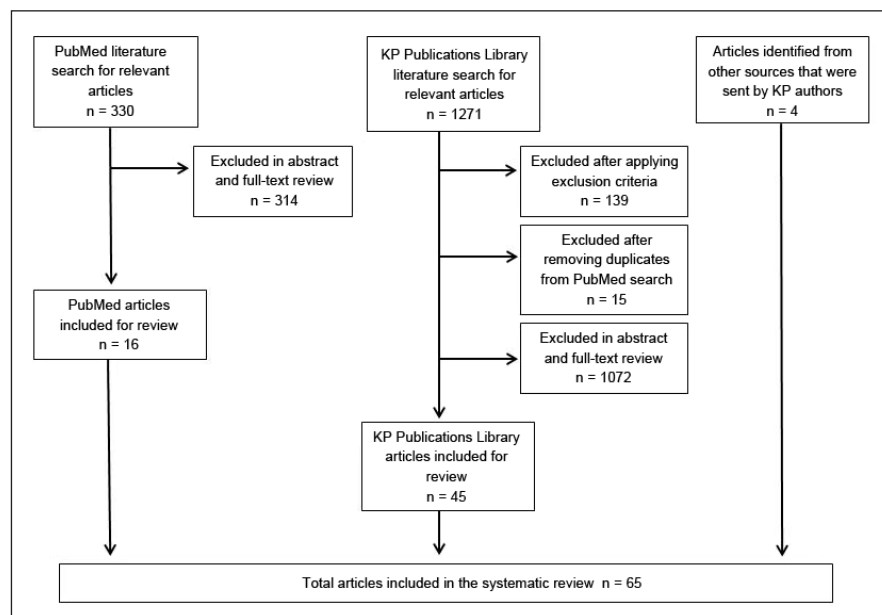 PubMed literature
search for relevant
articles
n = 330
Excluded in abstract
and full-text review
n = 314
PubMed articles
included for review
n = 16
KP Publications Library
literature search for
relevant articles
n = 1271
Excluded after applying
exclusion criteria
n = 139
Excluded after
removing duplicates
from PubMed search
n = 15
Excluded in abstract
and full-text review
n = 1072
KP Publications Library
articles included for
review
n = 45
Articles identified from
other sources that were
sent by KP authors
n = 4
Total articles included in the systematic review n = 65